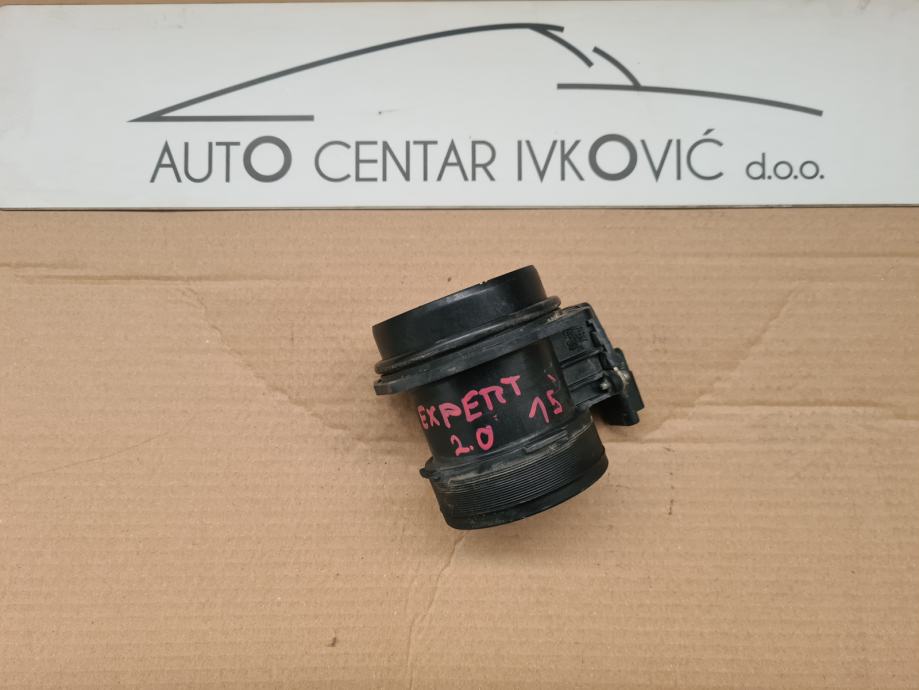 AUTO CENTAR IVKOVIĆ d.o.o.
EXPERT 15
2.0